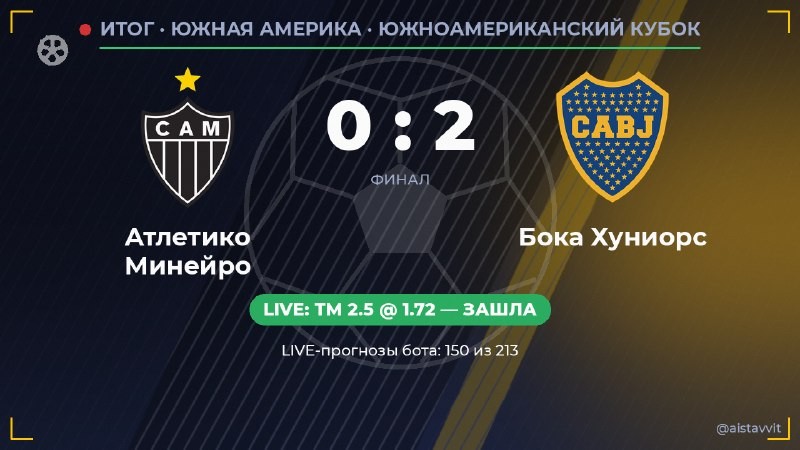 ИТОГ · ЮЖНАЯ АМЕРИКА · ЮЖНОАМЕРИКАНСКИЙ КУБОК
CAM
0 : 2
CABJ
ФИНАЛ
Атлетико
Минейро
Бока Хуниорс
LIVE: ТМ 2.5 @ 1.72 — ЗАШЛА
LIVE-прогнозы бота: 150 из 213
@aistavvit